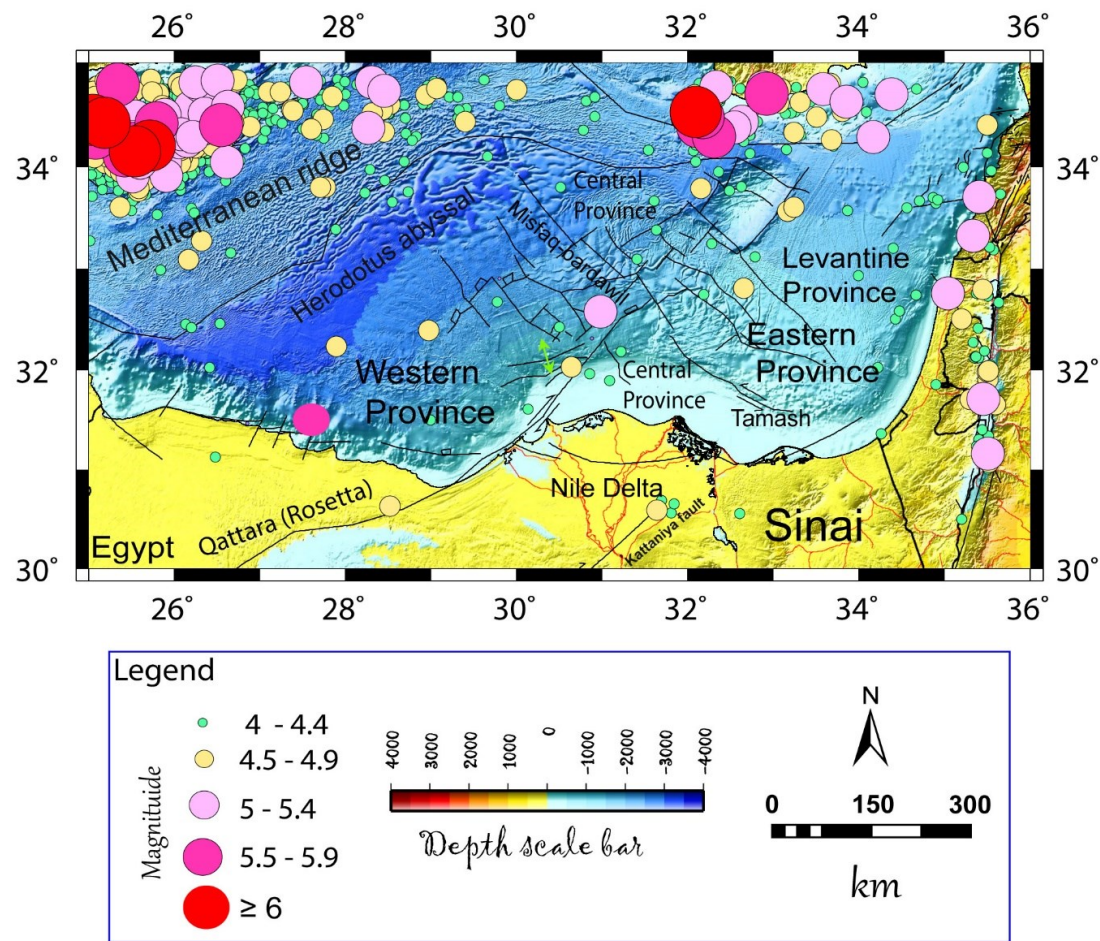 26° 28° 30° 32° 34° 36°
34°
34°
Mediterranean ridge
Herodotus abyssal
Misfaq-bardawil
Central
Province
Levantine
Province
32°
32°
Western
Province
Eastern
Province
Central
Province
Tamash
Qattara (Rosetta)
Nile Delta
Kattaniya fault
Sinai
Egypt
30°
30°
26° 28° 30° 32° 34° 36°
Legend
Magnituide
4 - 4.4
4.5 - 4.9
5 - 5.4
5.5 - 5.9
≥ 6
4000 3000 2000 1000 0 -1000 -2000 -3000 -4000
Depth scale bar
N
0 150 300
km